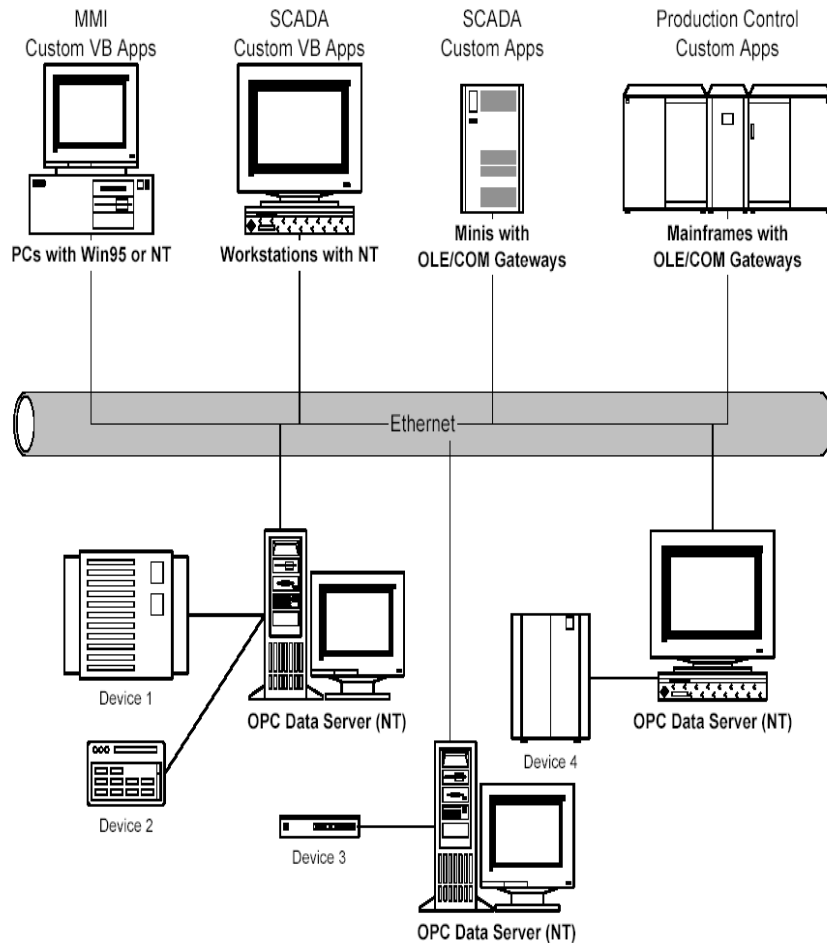 MMI
Custom VB Apps
SCADA
Custom VB Apps
SCADA
Custom Apps
Production Control
Custom Apps
PCs with Win95 or NT
Workstations with NT
Minis with
OLE/COM Gateways
Mainframes with
OLE/COM Gateways
Ethernet
Device 1
OPC Data Server (NT)
Device 2
Device 4
OPC Data Server (NT)
Device 3
OPC Data Server (NT)